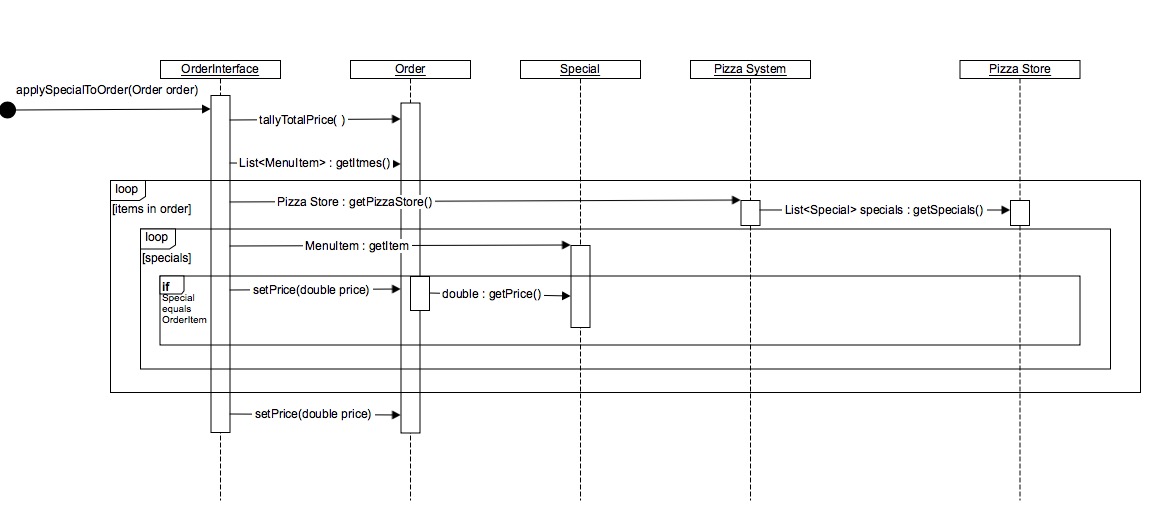 OrderInterface
Order
Special
Pizza System
Pizza Store
applySpecialToOrder(Order order)
tallyTotalPrice( )
List<MenuItem> : getItmes()
loop
[items in order]
Pizza Store : getPizzaStore()
List<Special> specials : getSpecials()
loop
[specials]
MenuItem : getItem
if
Special
equals
OrderItem
setPrice(double price)
double : getPrice()
setPrice(double price)